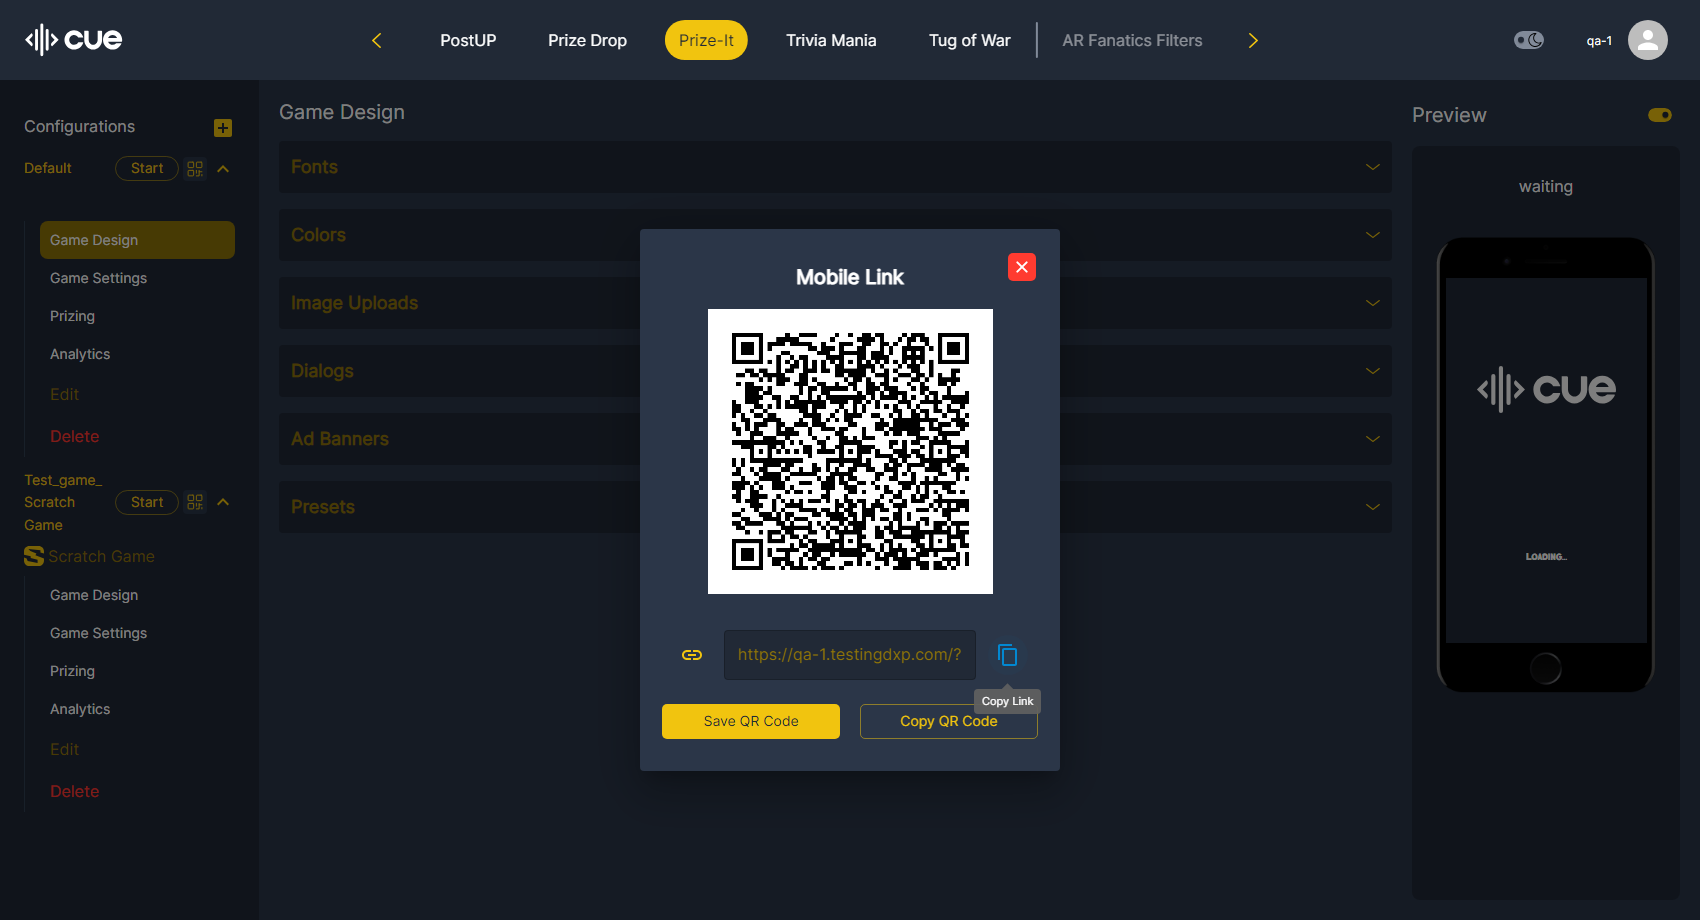 cue
PostUP
Prize Drop
Prize-It
Trivia Mania
Tug of War
AR Fanatics Filters
qa-1
Configurations
Default
Start
Game Design
Game Settings
Prizing
Analytics
Edit
Delete
Test_game_
Scratch
Game
Start
Scratch Game
Game Design
Game Settings
Prizing
Analytics
Edit
Delete
Game Design
Fonts
Colors
Image Uploads
Dialogs
Ad Banners
Presets
Mobile Link
https://qa-1.testingdxp.com/?
Copy Link
Save QR Code
Copy QR Code
Preview
waiting
cue
LOADING...